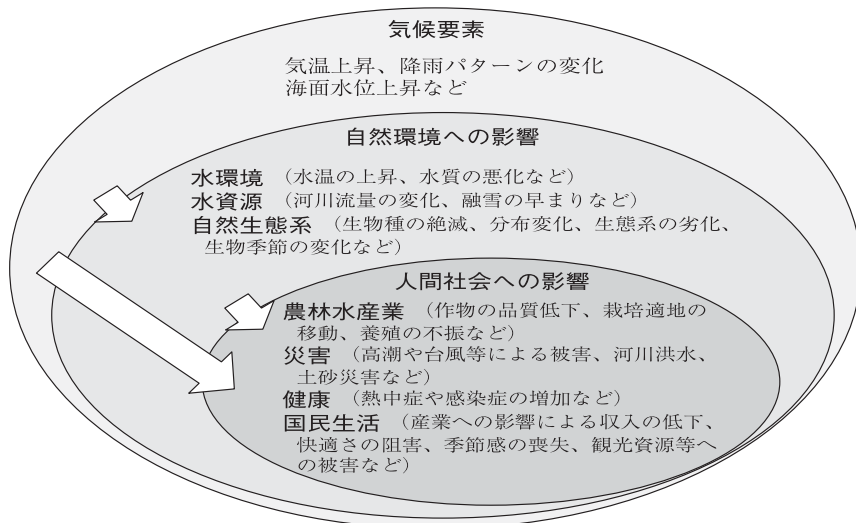 気候要素
気温上昇、降雨パターンの変化
海面水位上昇など
自然環境への影響
水環境（水温の上昇、水質の悪化など）
水資源（河川流量の変化、融雪の早まりなど）
自然生態系（生物種の絶滅、分布変化、生態系の劣化、
生物季節の変化など）
人間社会への影響
農林水産業（作物の品質低下、栽培適地の
移動、養殖の不振など）
災害（高潮や台風等による被害、河川洪水、
土砂災害など）
健康（熱中症や感染症の増加など）
国民生活（産業への影響による収入の低下、
快適さの阻害、季節感の喪失、観光資源等へ
の被害など）